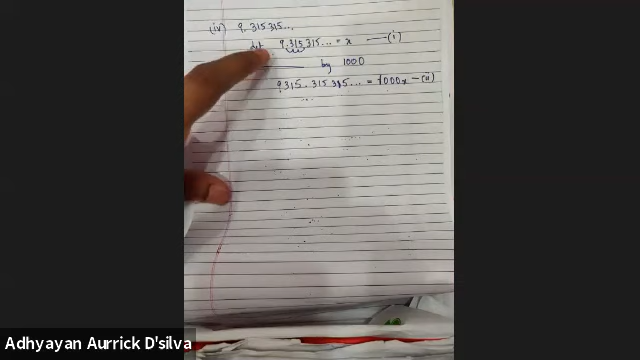 (iv) 9.315315...
Let 9.315315... = x —(i)
by 1000
9315.315315... = 1000x —(ii)
Adhyayan Aurrick D'silva